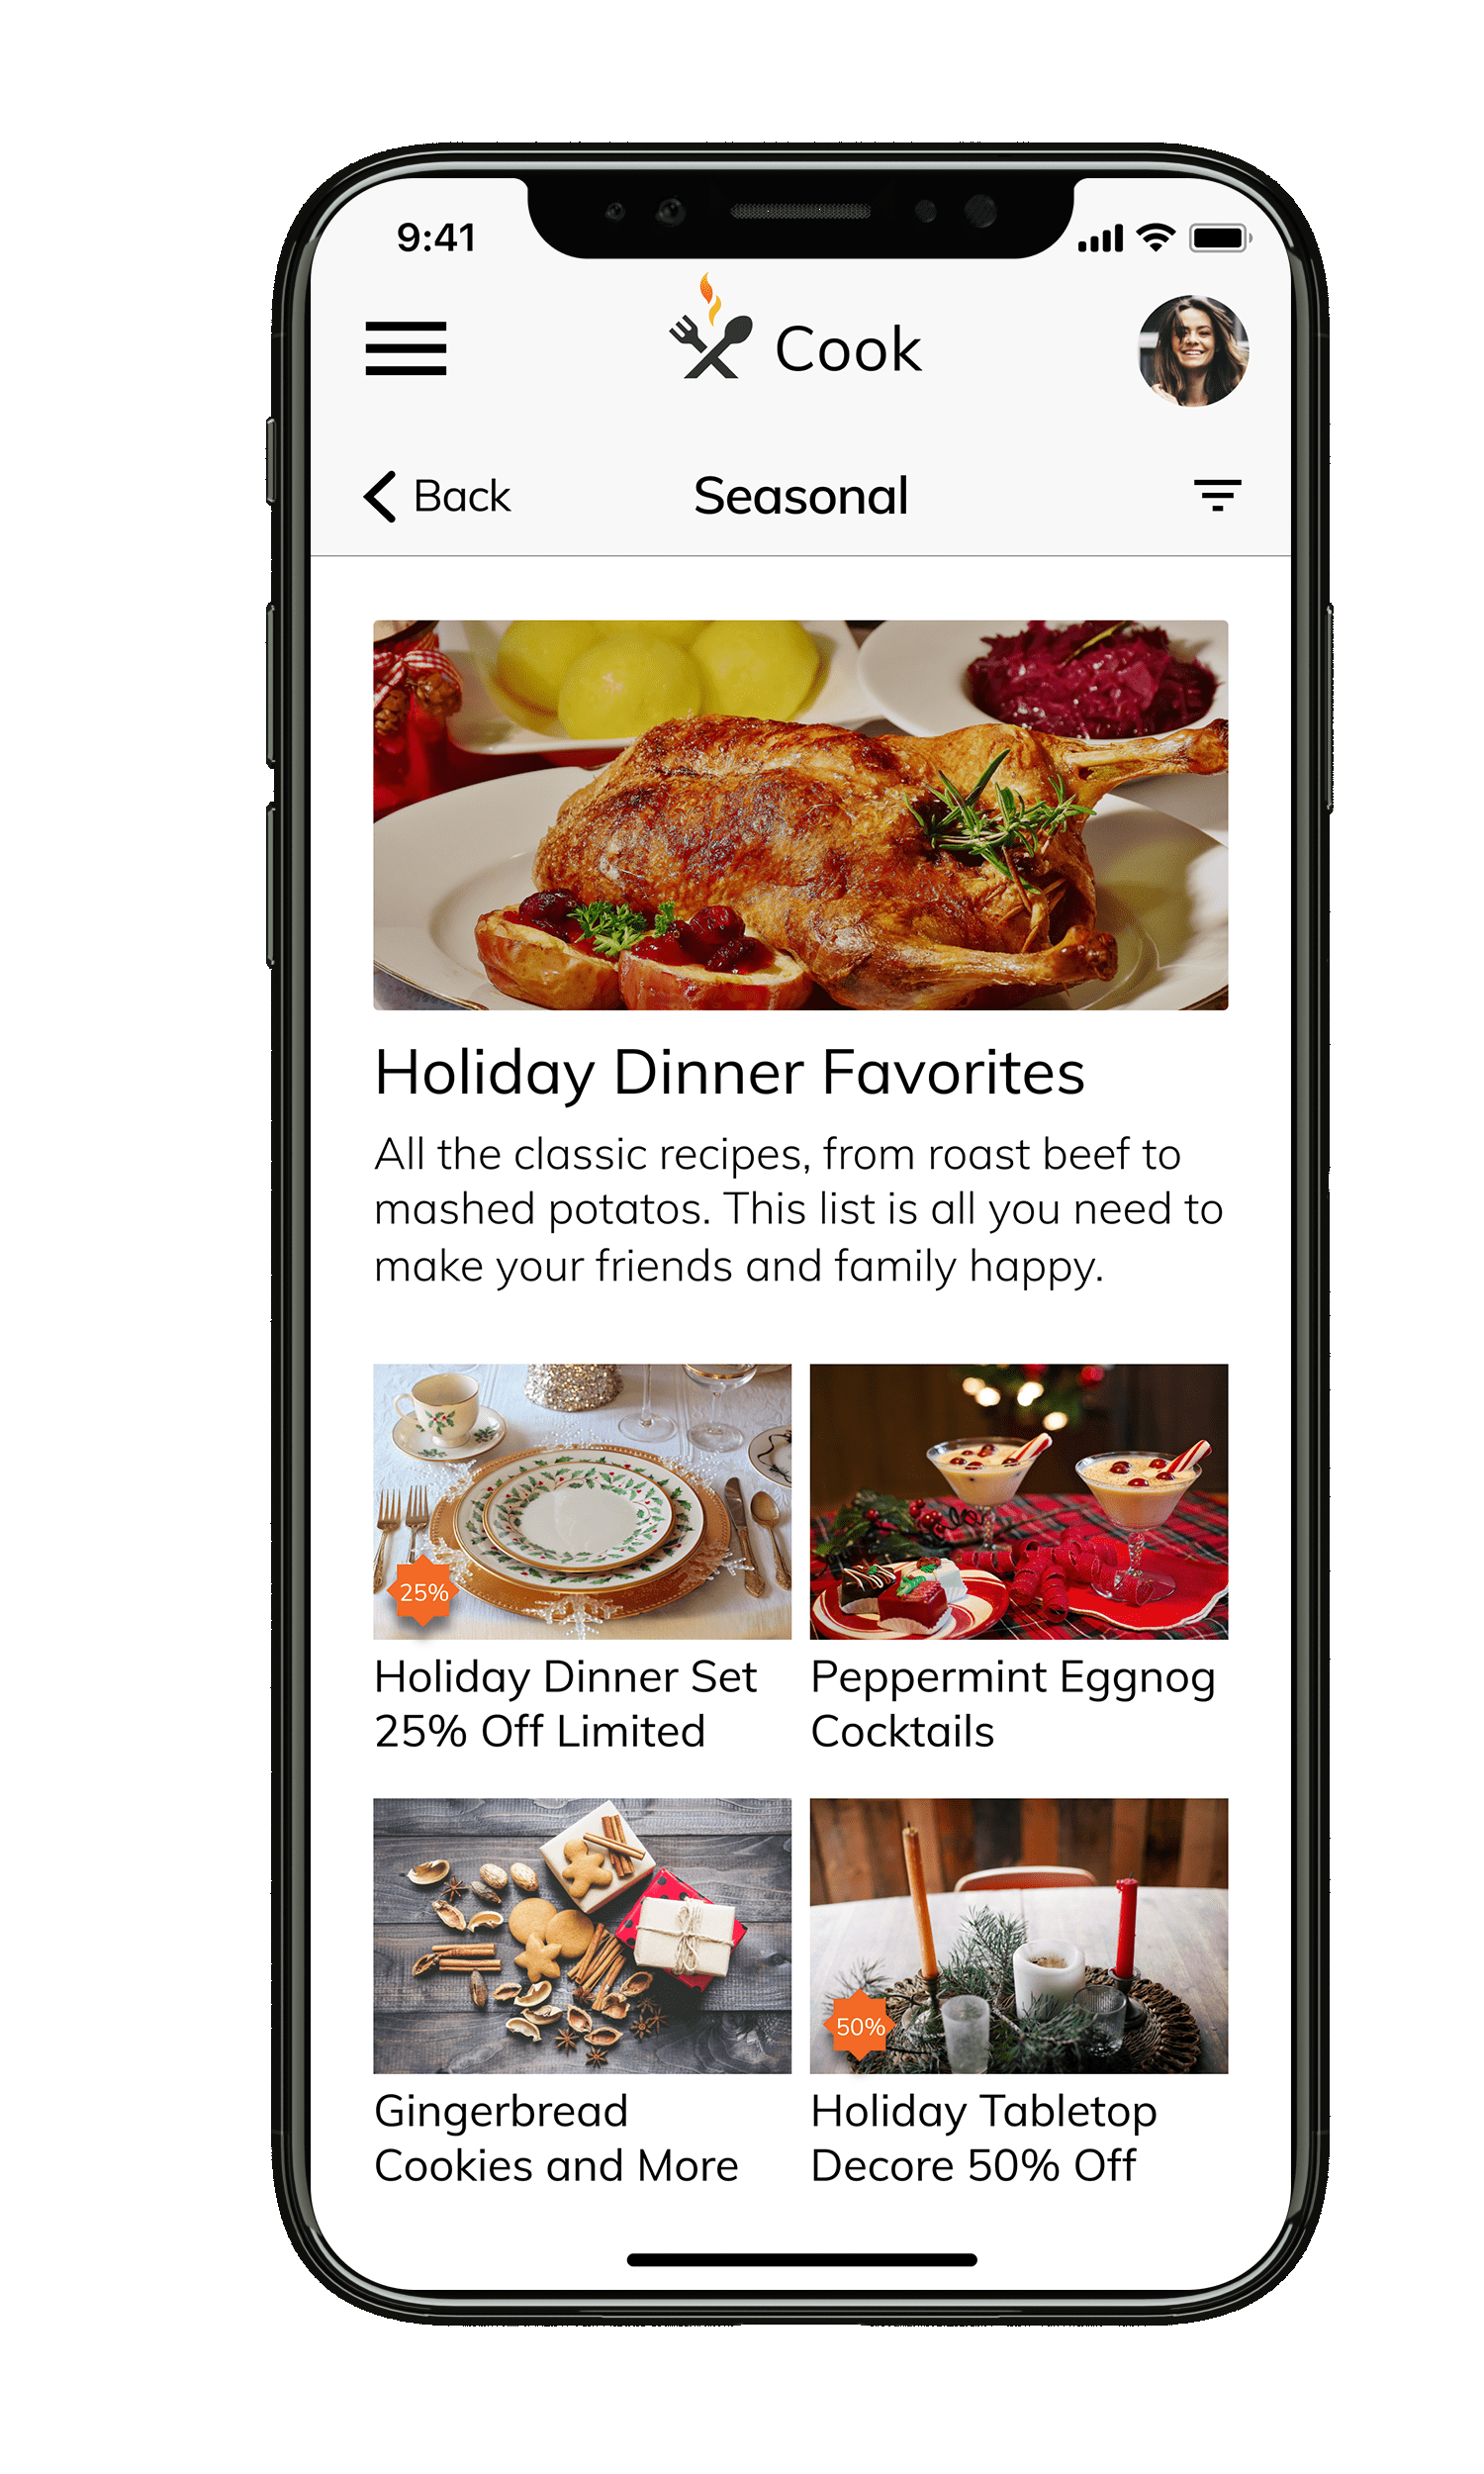 9:41
Cook
Back
Seasonal
Holiday Dinner Favorites
All the classic recipes, from roast beef to
mashed potatos. This list is all you need to
make your friends and family happy.
25%
Holiday Dinner Set
25% Off Limited
Peppermint Eggnog
Cocktails
50%
Gingerbread
Cookies and More
Holiday Tabletop
Decore 50% Off